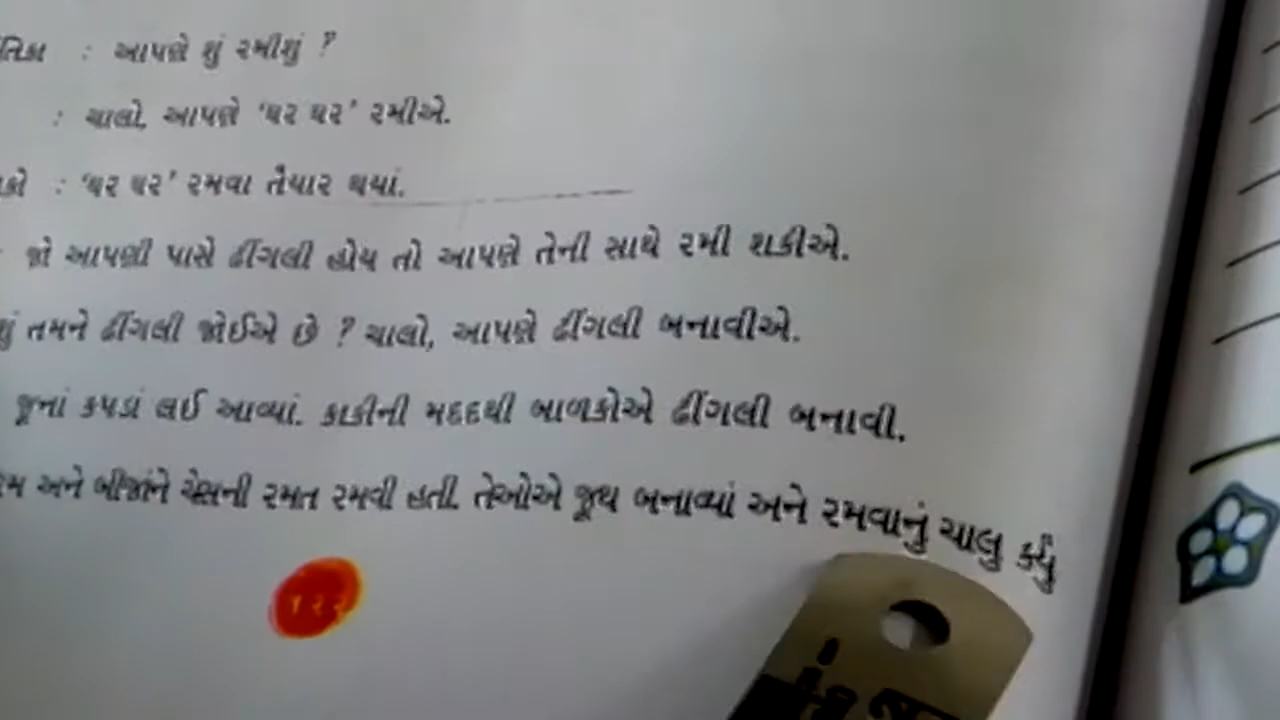 : આપણે શું રમીશું ?
: ચાલો, આપણે ‘ઘર ઘર’ રમીએ.
: ‘ઘર ઘર’ રમવા તૈયાર થયાં.
જો આપણી પાસે ઢીંગલી હોય તો આપણે તેની સાથે રમી શકીએ.
શું તમને ઢીંગલી જોઈએ છે ? ચાલો, આપણે ઢીંગલી બનાવીએ.
જૂનાં કપડાં લઈ આવ્યાં. કાકીની મદદથી બાળકોએ ઢીંગલી બનાવી.
અને બીજાંને ચેસની રમત રમવી હતી. તેઓએ જૂથ બનાવ્યાં અને રમવાનું ચાલુ કર્યું
૧૨૨